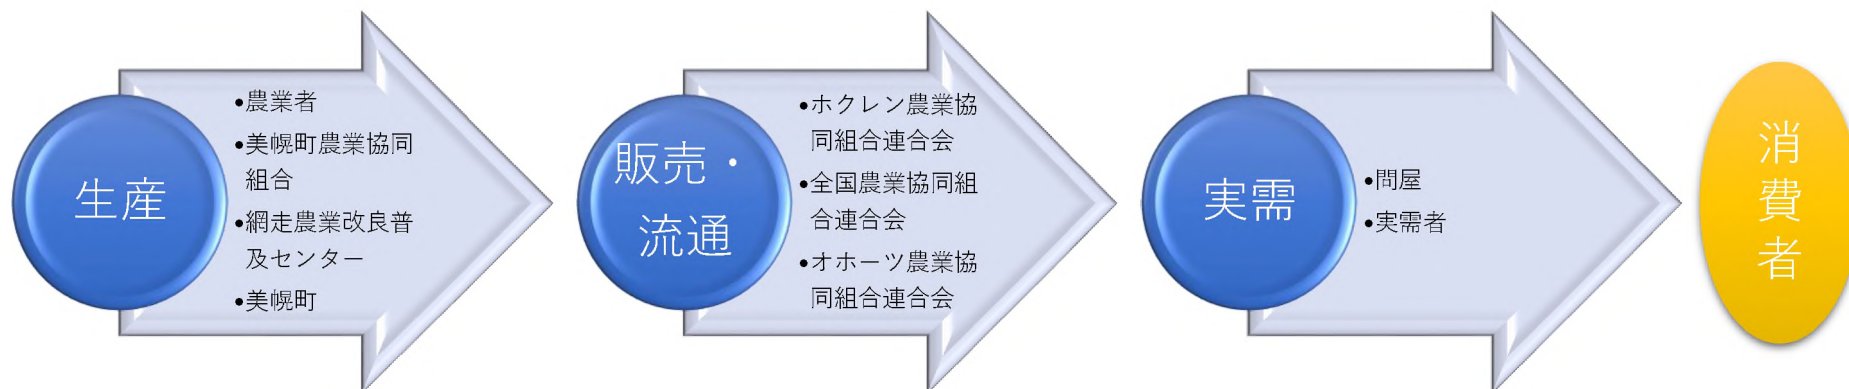 生産
•農業者
•美幌町農業協同
組合
•網走農業改良普
及センター
•美幌町
販売・
流通
•ホクレン農業協
同組合連合会
•全国農業協同組
合連合会
•オホーツ農業協
同組合連合会
実需
•問屋
•実需者
消費者